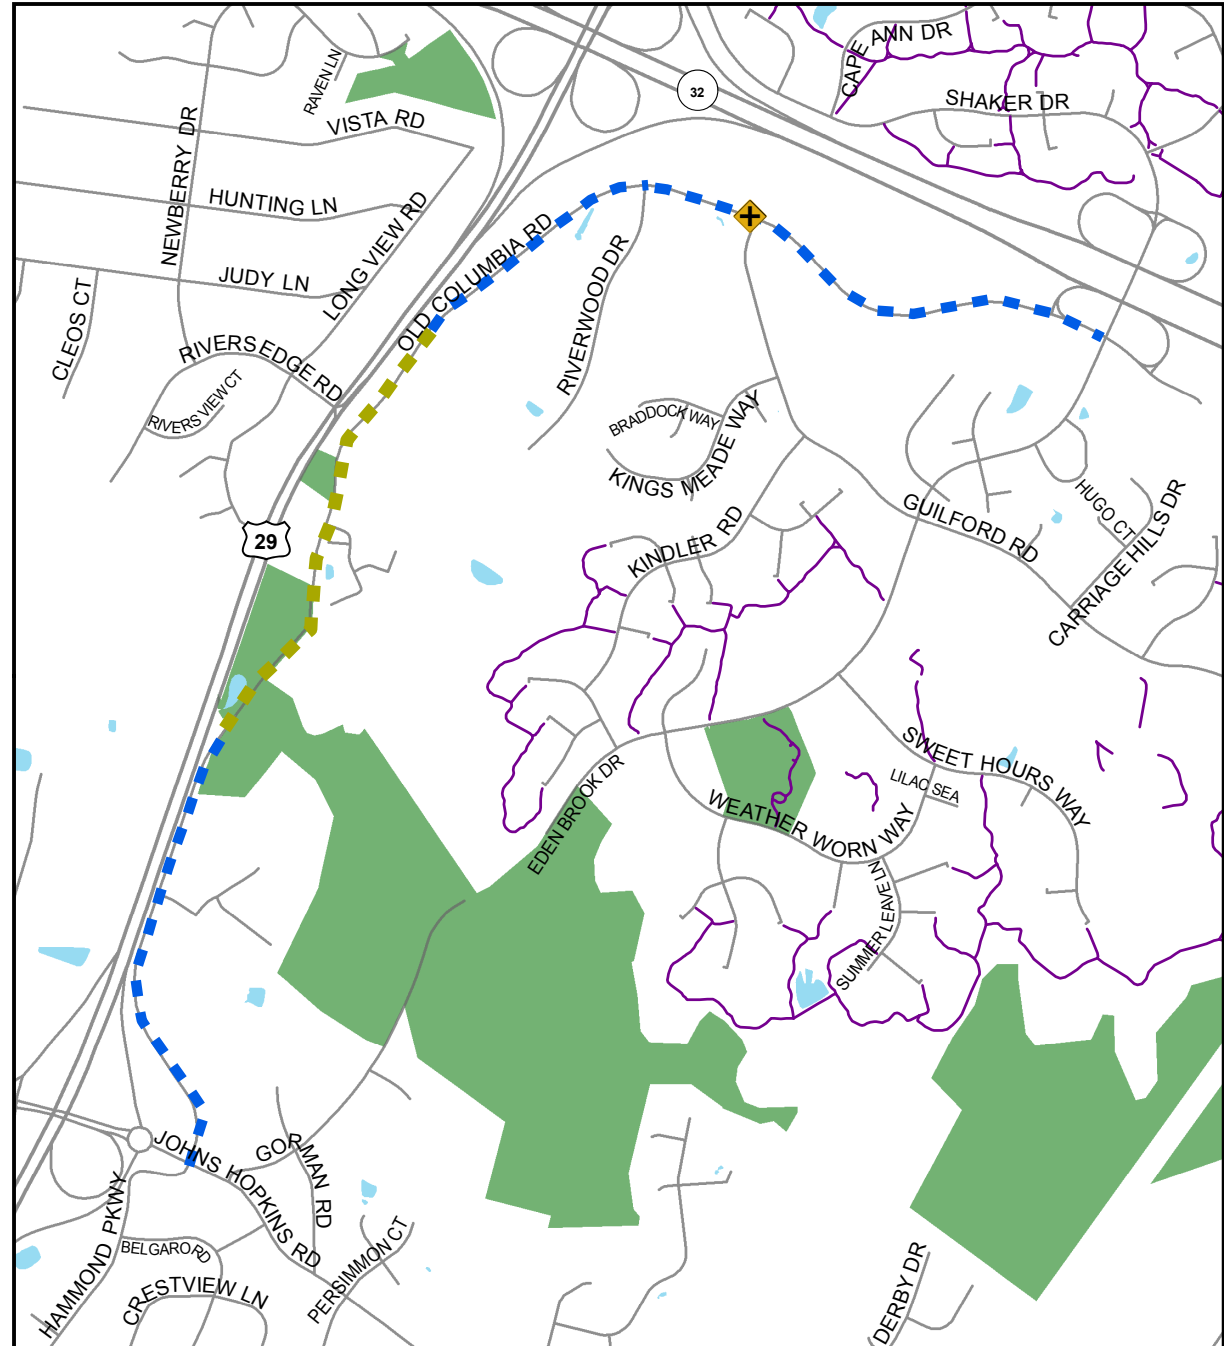 CAPE ANN DR
32
SHAKER DR
RAVEN LN
VISTA RD
NEWBERRY DR
HUNTING LN
LONG VIEW RD
JUDY LN
OLD COLUMBIA RD
RIVERWOOD DR
CLEOS CT
RIVERS EDGE RD
RIVERS VIEW CT
BRADDOCK WAY
KINGS MEADE WAY
HUGO CT
CARRIAGE HILLS DR
GUILFORD RD
29
KINDLER RD
SWEET HOURS WAY
LILAC SEA
EDEN BROOK DR
WEATHER WORN WAY
SUMMER LEAVE LN
JOHNS HOPKINS RD
GORMAN RD
HAMMOND PKWY
BELGARO RD
CRESTVIEW LN
PERSIMMON CT
DERBY DR